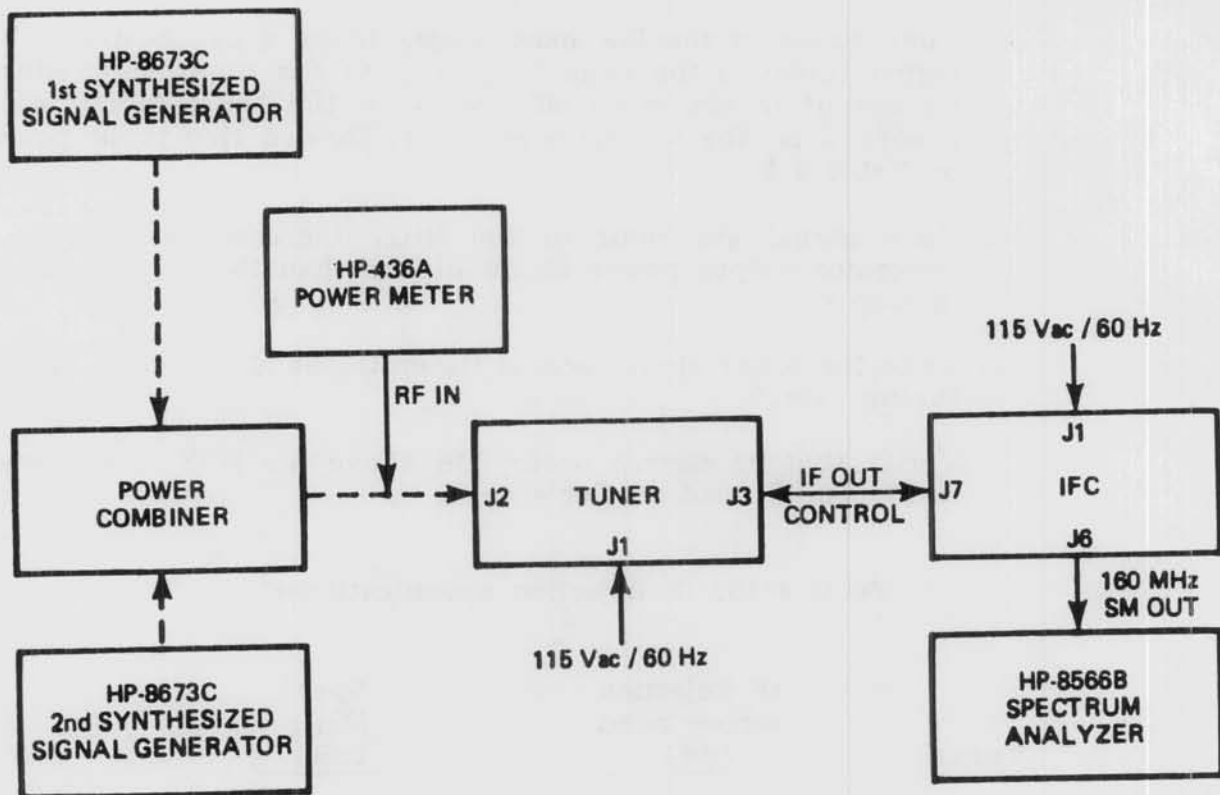 HP-8673C
1st SYNTHESIZED
SIGNAL GENERATOR
HP-436A
POWER METER
RF IN
115 Vac / 60 Hz
POWER
COMBINER
J2
TUNER
J3
J1
IF OUT
CONTROL
J1
J7
IFC
J6
160 MHz
SM OUT
115 Vac / 60 Hz
HP-8673C
2nd SYNTHESIZED
SIGNAL GENERATOR
HP-8566B
SPECTRUM
ANALYZER